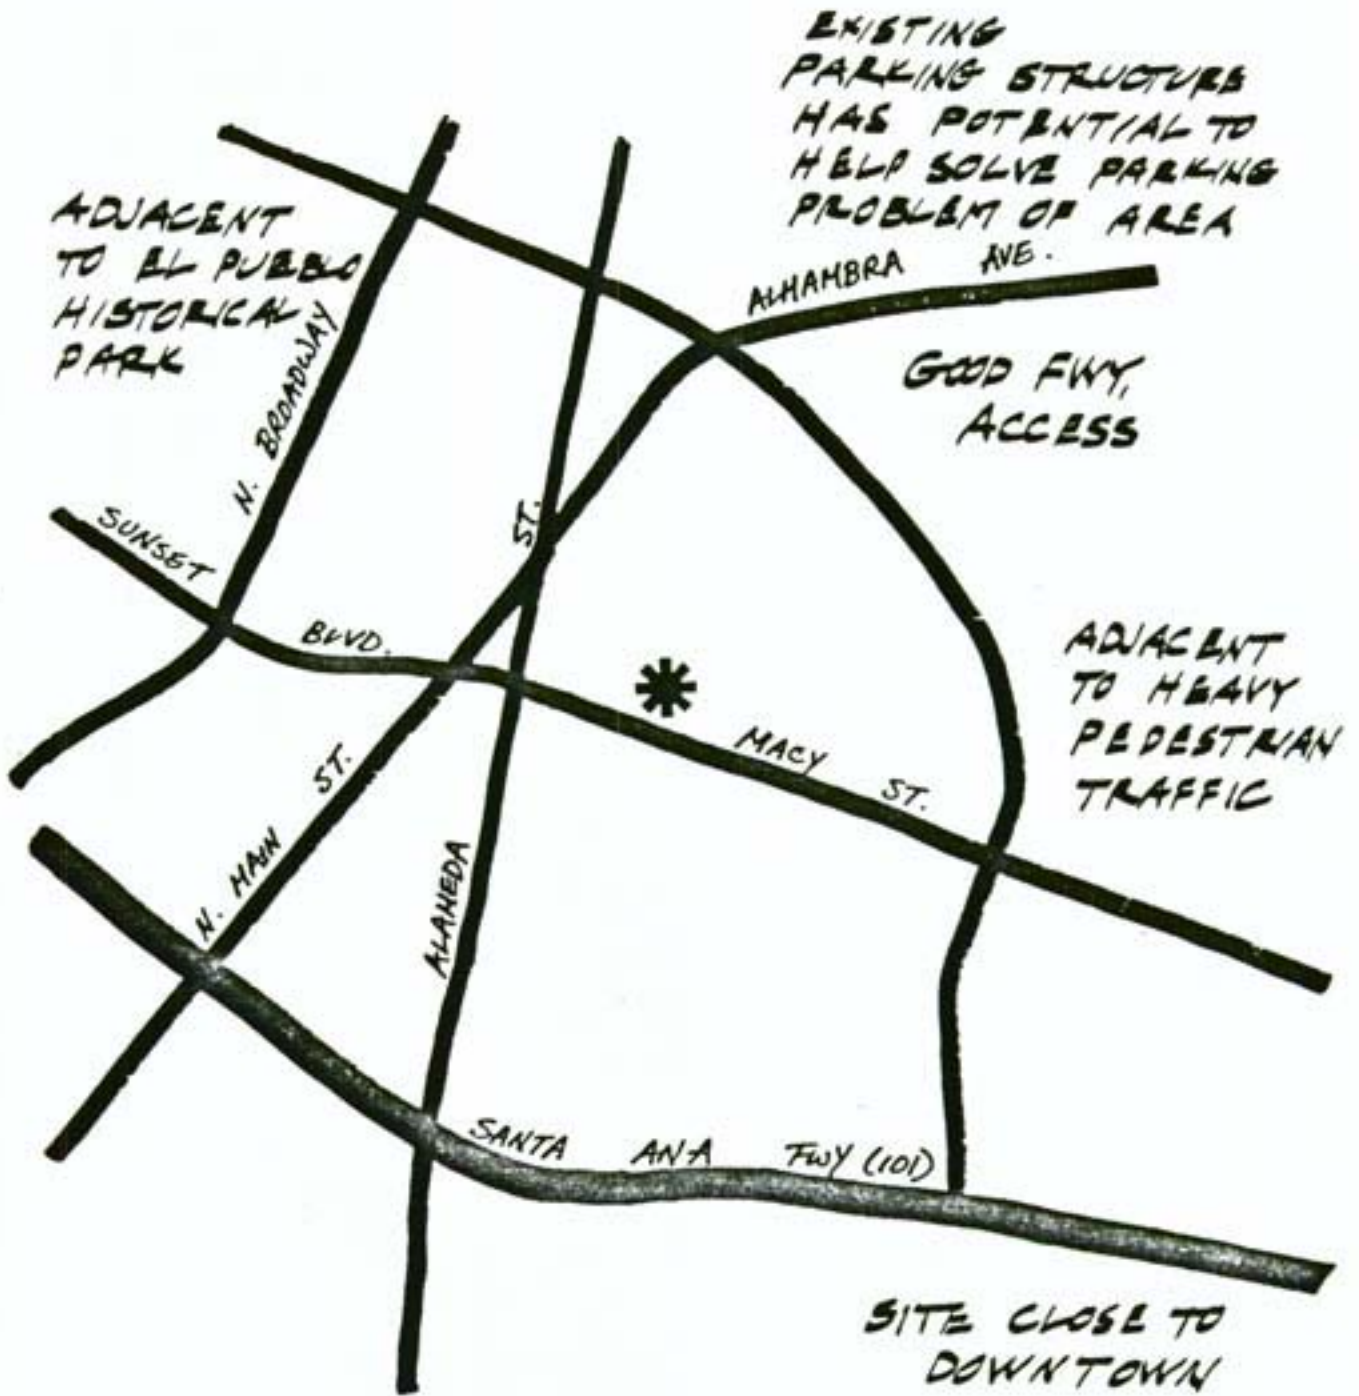 EXISTING
PARKING STRUCTURE
HAS POTENTIAL TO
HELP SOLVE PARKING
PROBLEM OF AREA
ADJACENT
TO EL PUEBLO
HISTORICAL
PARK
ALHAMBRA AVE.
GOOD FWY,
ACCESS
N. BROADWAY
SUNSET BLVD.
ADJACENT
TO HEAVY
PEDESTRIAN
TRAFFIC
MACY ST.
N. MAIN ST.
ALAMEDA ST.
SANTA ANA FWY (101)
SITE CLOSE TO
DOWNTOWN